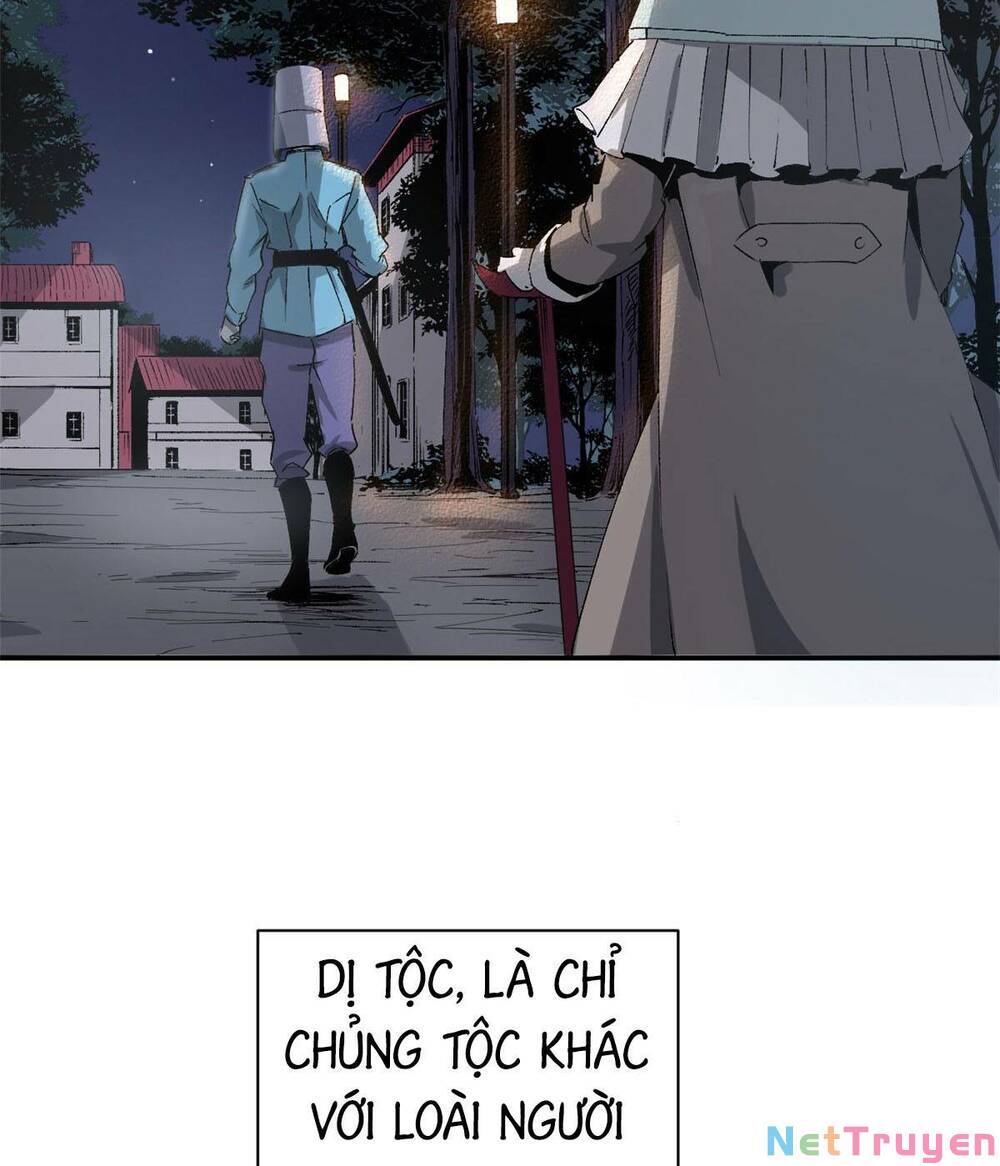 DỊ TỘC, LÀ CHỈ
CHỦNG TỘC KHÁC
VỚI LOÀI NGƯỜI
NetTruyen